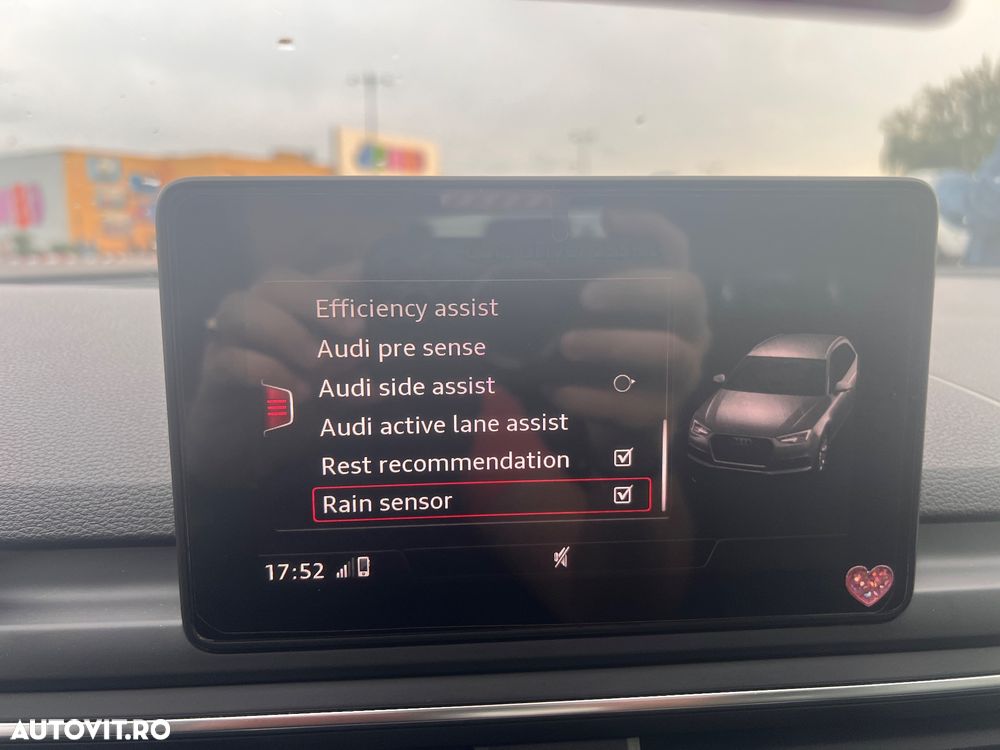 Efficiency assist
Audi pre sense
Audi side assist
Audi active lane assist
Rest recommendation
Rain sensor
17:52
AUTOVIT.RO